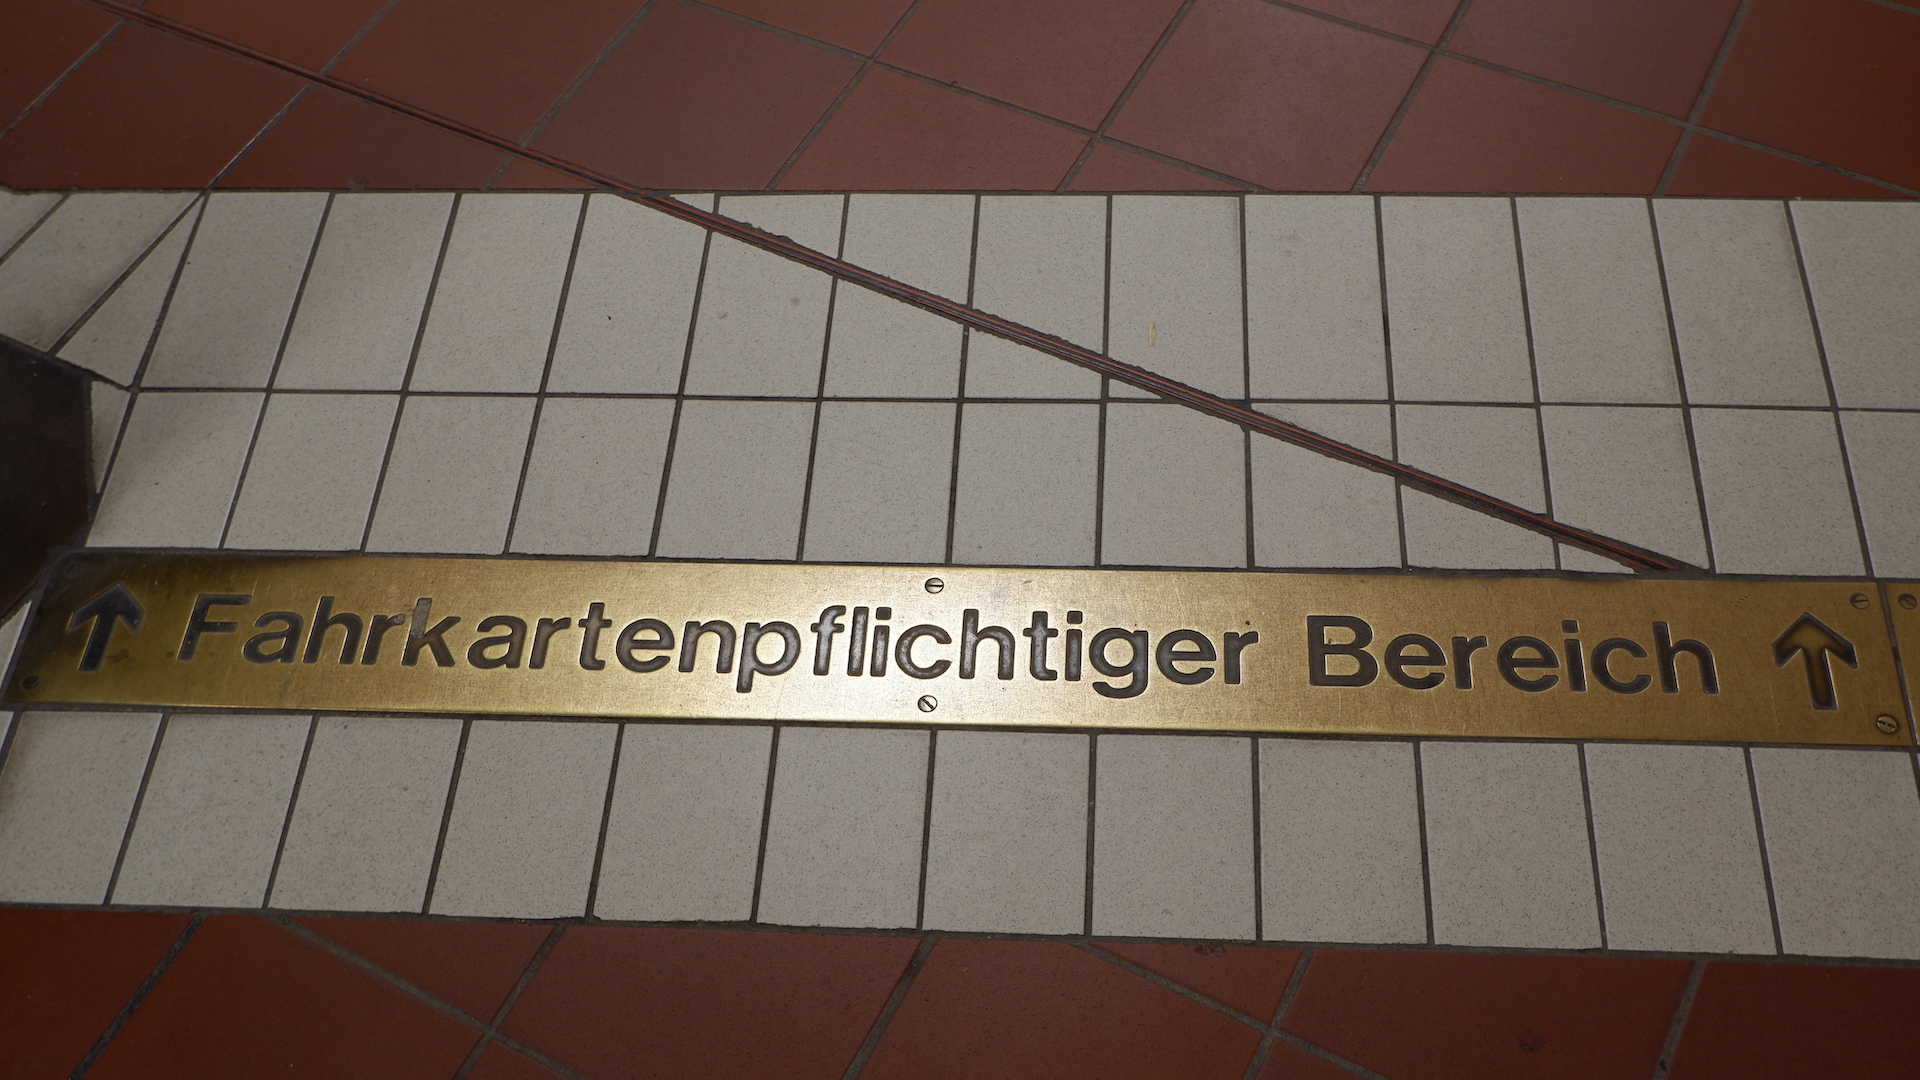 ↑ Fahrkartenpflichtiger Bereich ↑